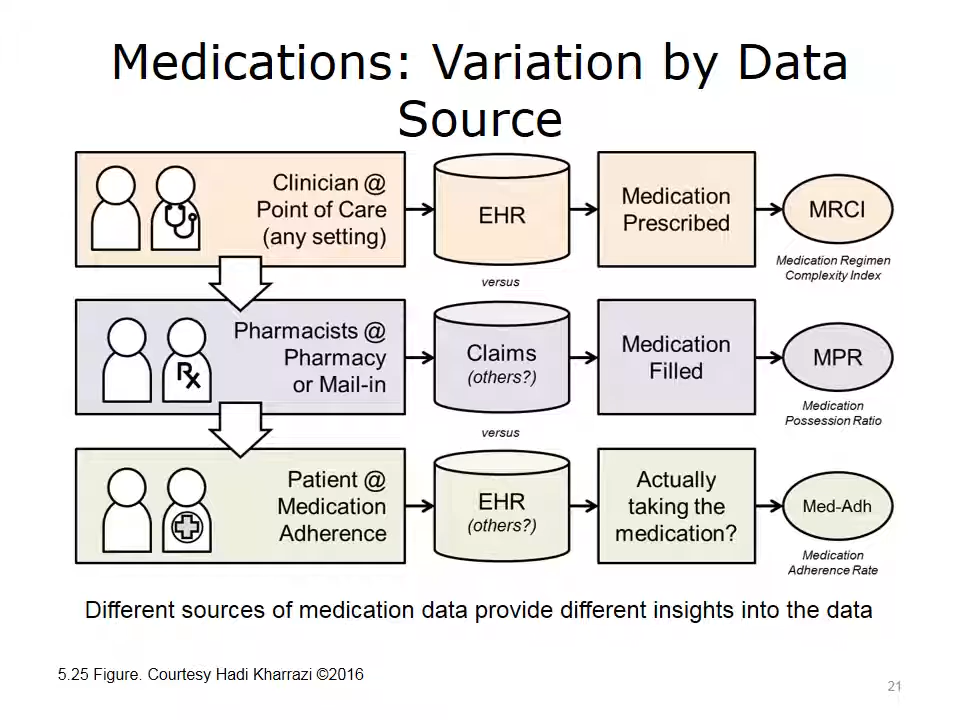 Medications: Variation by Data
Source
Clinician @
Point of Care
(any setting)
EHR
Medication
Prescribed
MRCI
Medication Regimen
Complexity Index
versus
Pharmacists @
Pharmacy
or Mail-in
Rx
Claims
(others?)
Medication
Filled
MPR
Medication
Possession Ratio
versus
Patient @
Medication
Adherence
EHR
(others?)
Actually
taking the
medication?
Med-Adh
Medication
Adherence Rate
Different sources of medication data provide different insights into the data
5.25 Figure. Courtesy Hadi Kharrazi ©2016
21